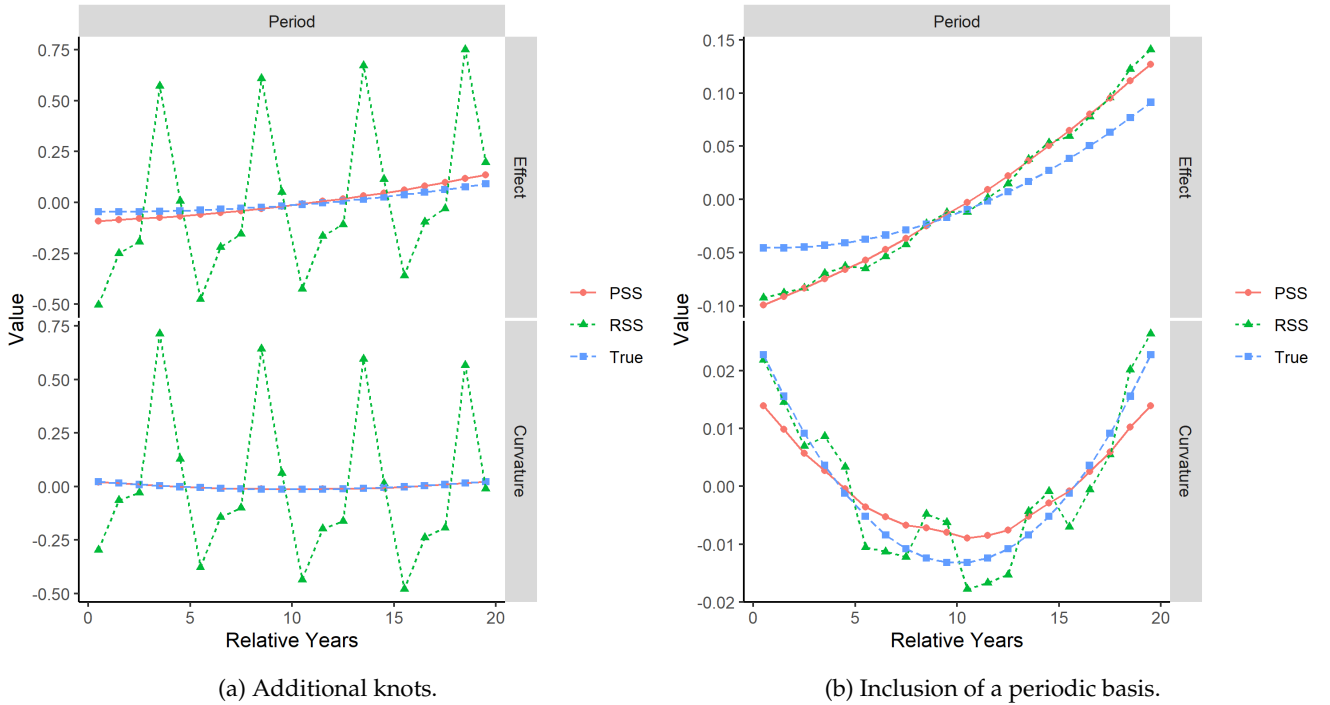 Period
Value
0.75
0.50
0.25
0.00
-0.25
-0.50
Effect
0.75
0.50
0.25
0.00
-0.25
-0.50
Curvature
0
5
10
15
20
Relative Years
PSS
RSS
True
(a) Additional knots.
Period
Value
0.15
0.10
0.05
0.00
-0.05
-0.10
Effect
0.02
0.01
0.00
-0.01
-0.02
Curvature
0
5
10
15
20
Relative Years
PSS
RSS
True
(b) Inclusion of a periodic basis.